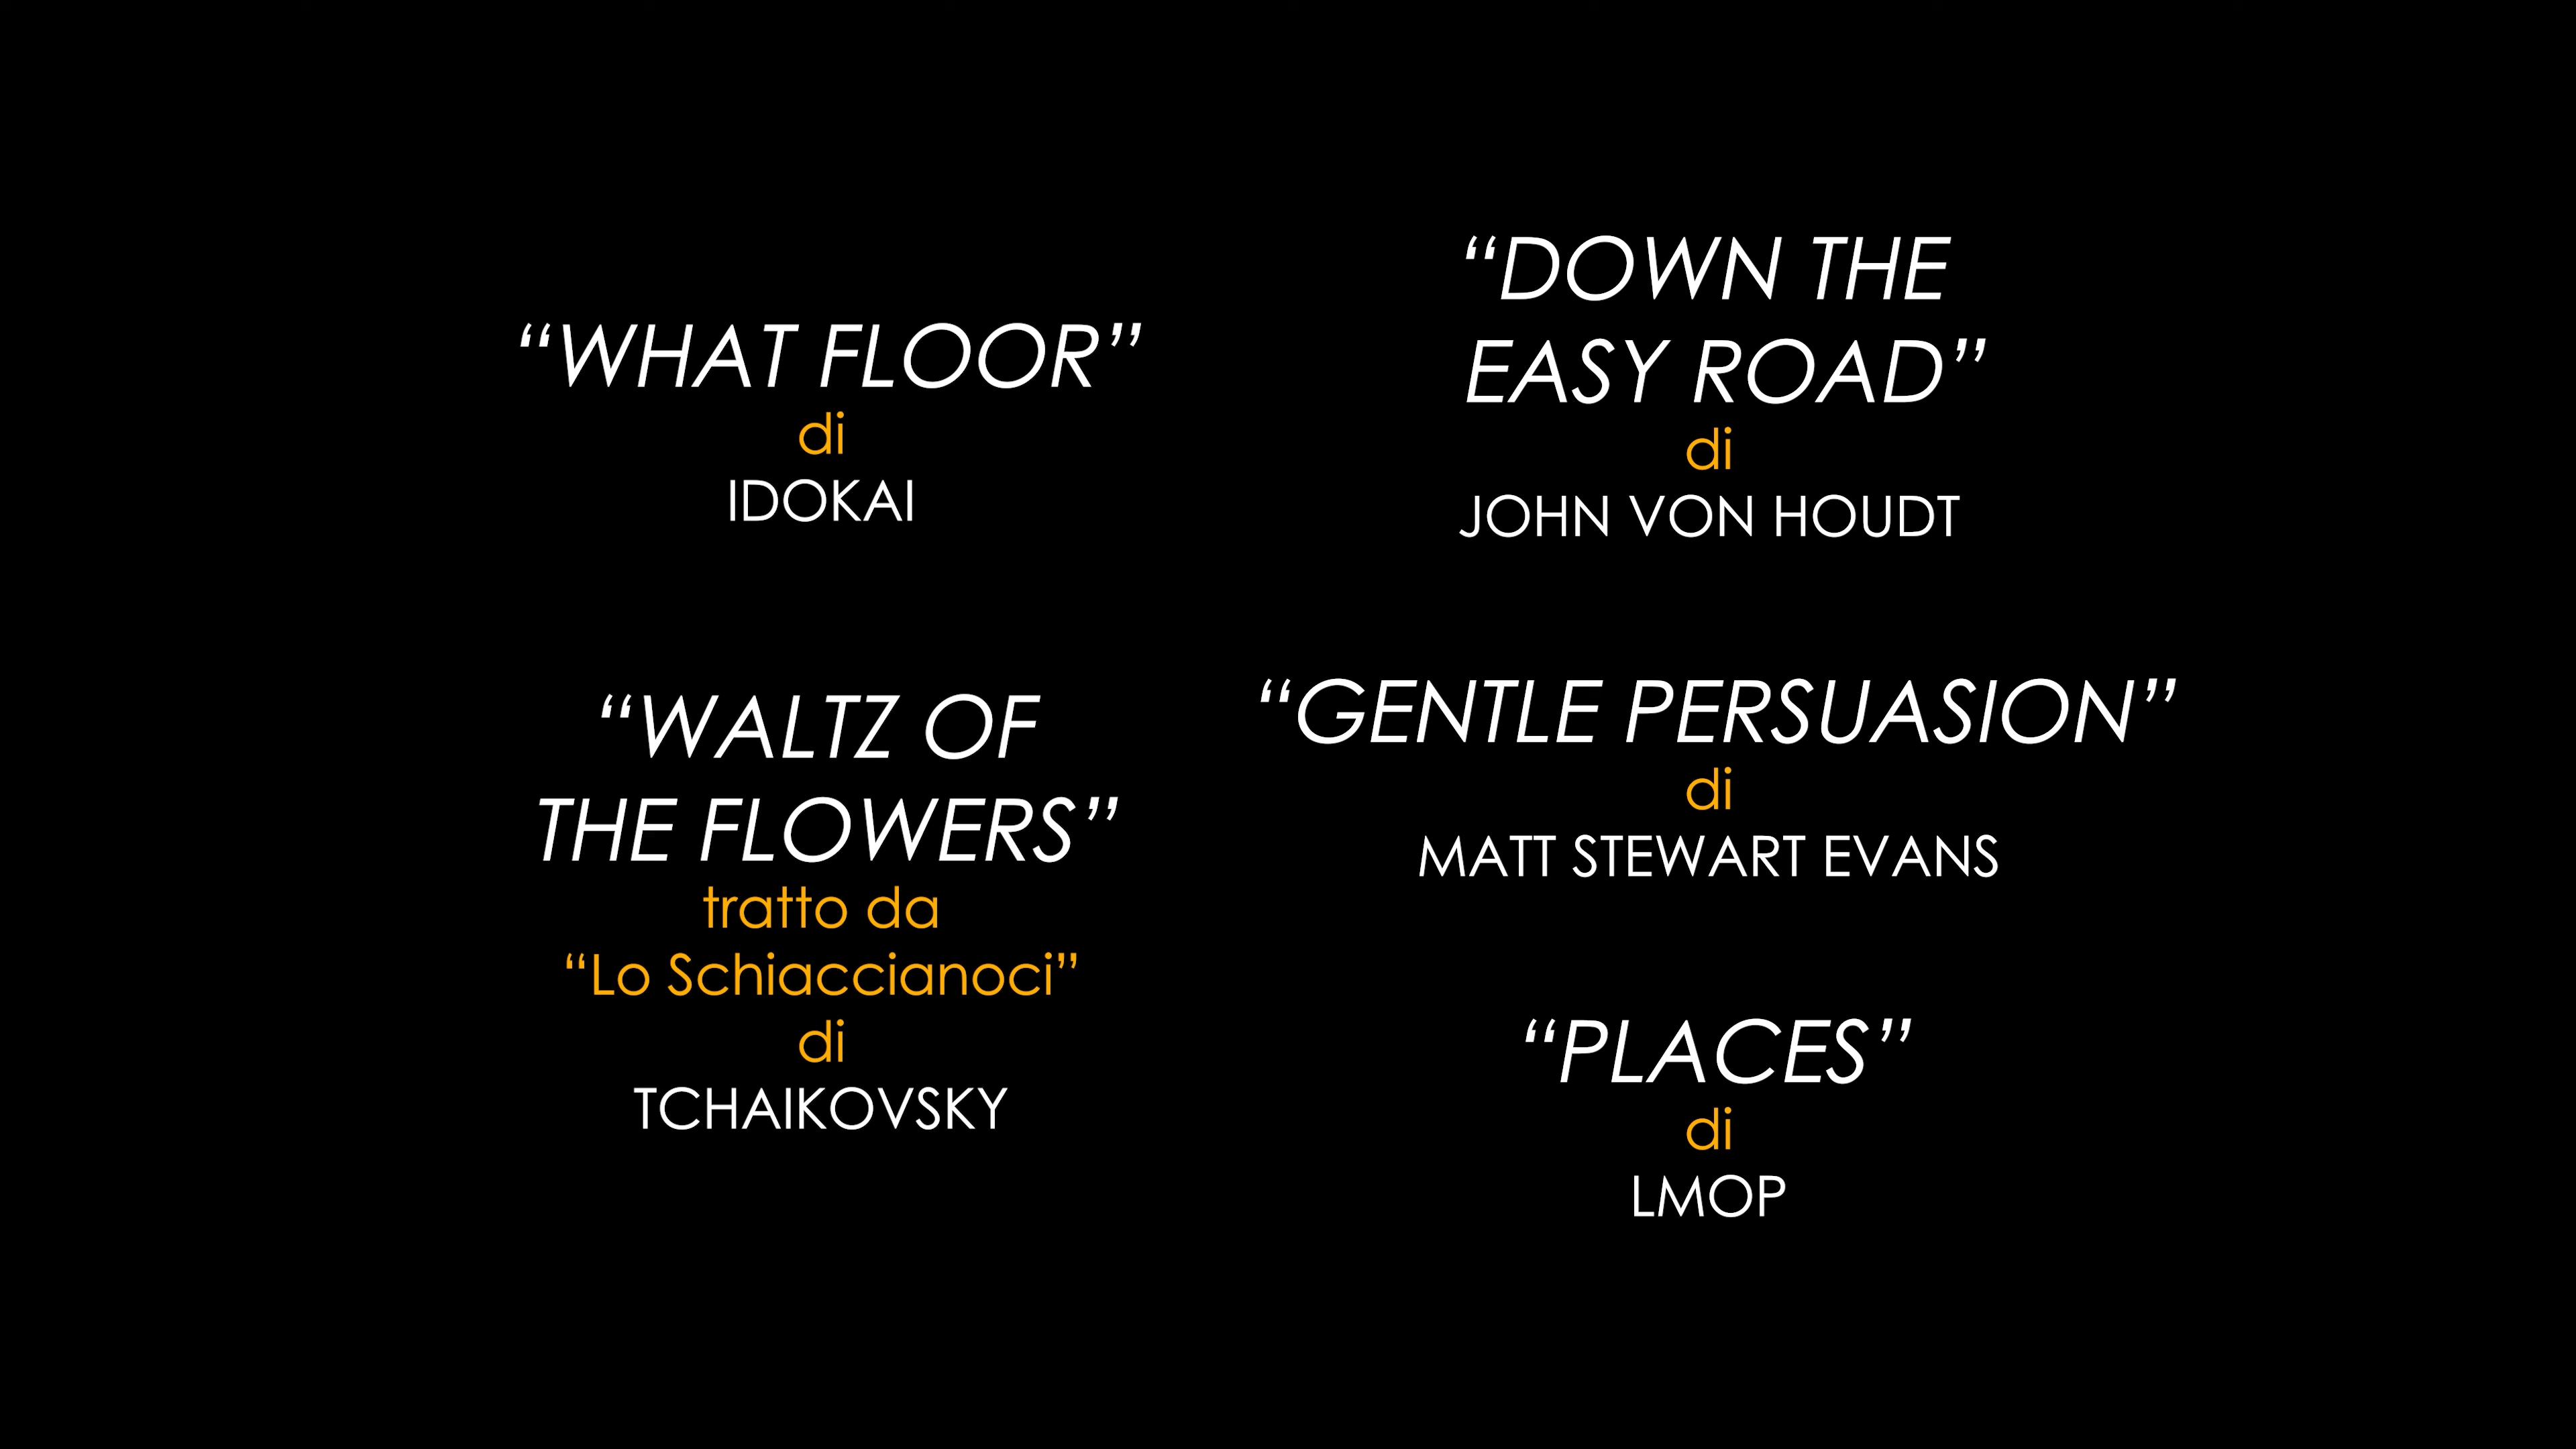 “WHAT FLOOR”
di
IDOKAI
“WALTZ OF
THE FLOWERS”
tratto da
“Lo Schiaccianoci”
di
TCHAIKOVSKY
“DOWN THE
EASY ROAD”
di
JOHN VON HOUDT
“GENTLE PERSUASION”
di
MATT STEWART EVANS
“PLACES”
di
LMOP